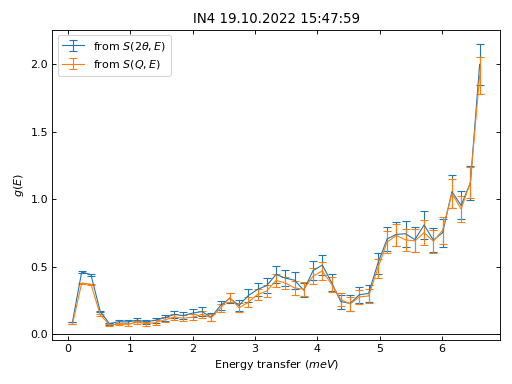 IN4 19.10.2022 15:47:59
from S(2θ, E)
from S(Q, E)
2.0
1.5
1.0
0.5
0.0
g(E)
0 1 2 3 4 5 6
Energy transfer (meV)